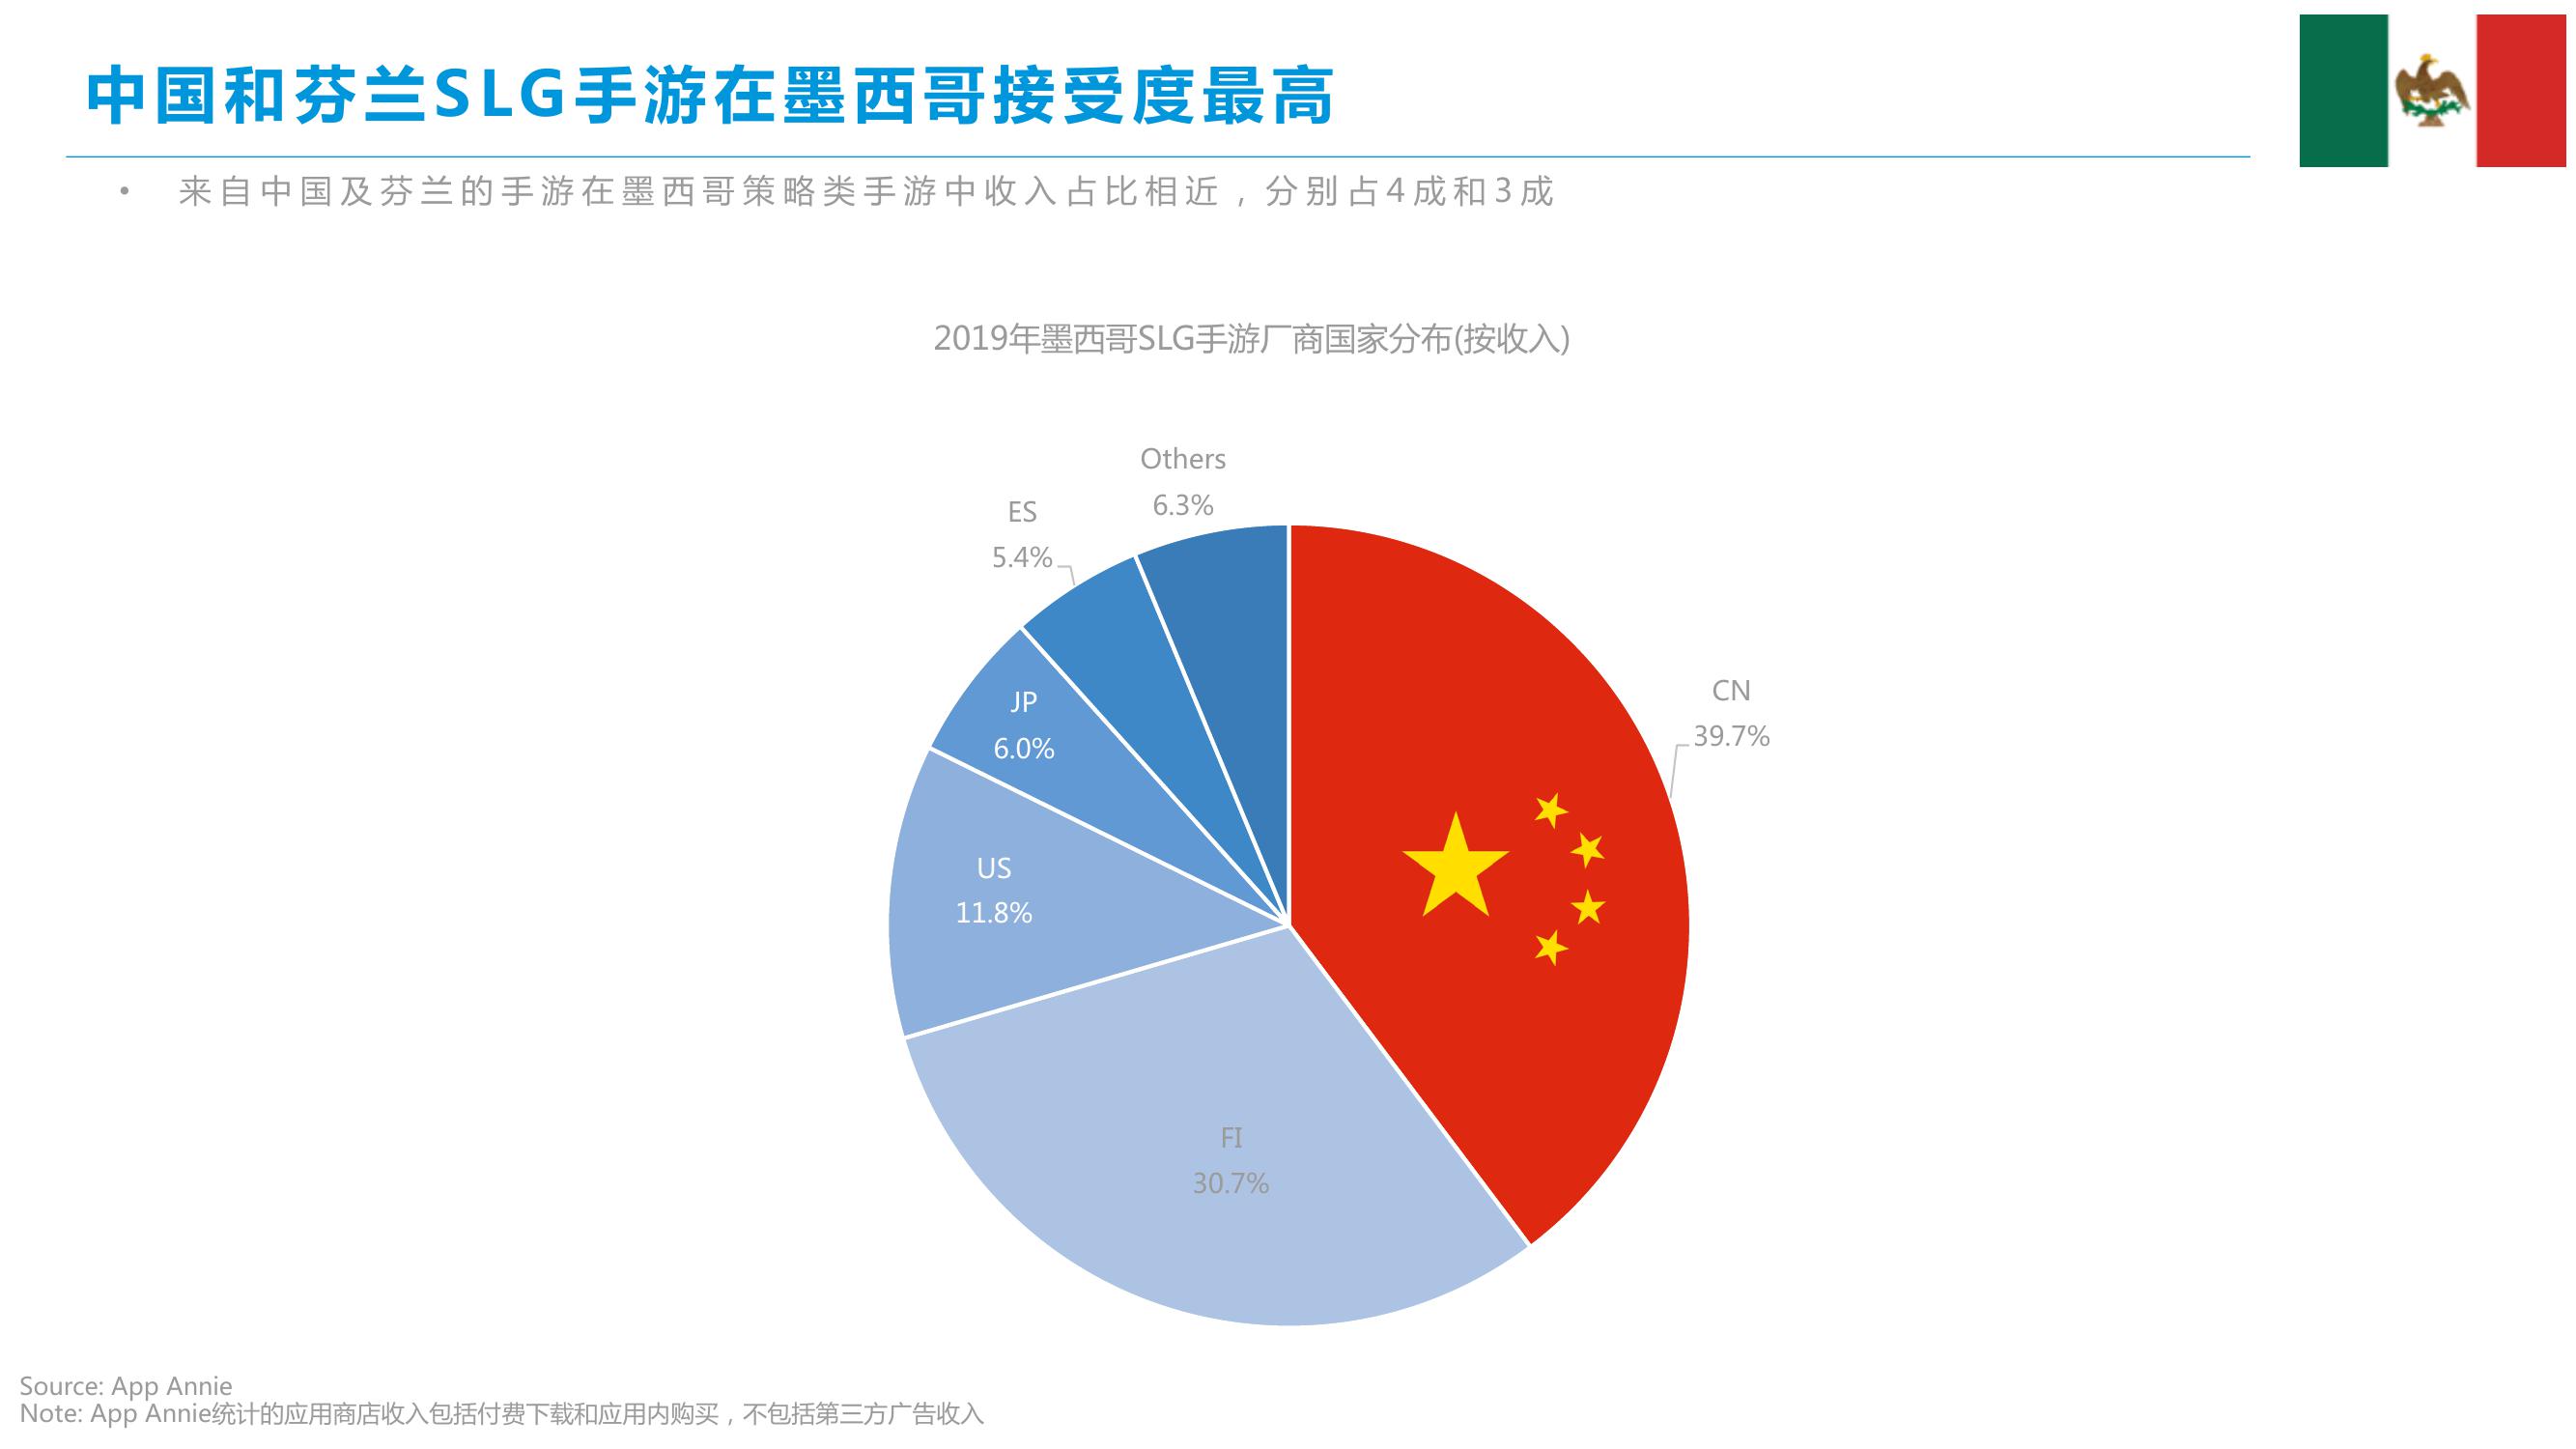 中国和芬兰SLG手游在墨西哥接受度最高
• 来自中国及芬兰的手游在墨西哥策略类手游中收入占比相近，分别占4成和3成
2019年墨西哥SLG手游厂商国家分布(按收入)
Others
6.3%
ES
5.4%
CN
39.7%
JP
6.0%
US
11.8%
FI
30.7%
Source: App Annie
Note: App Annie统计的应用商店收入包括付费下载和应用内购买，不包括第三方广告收入